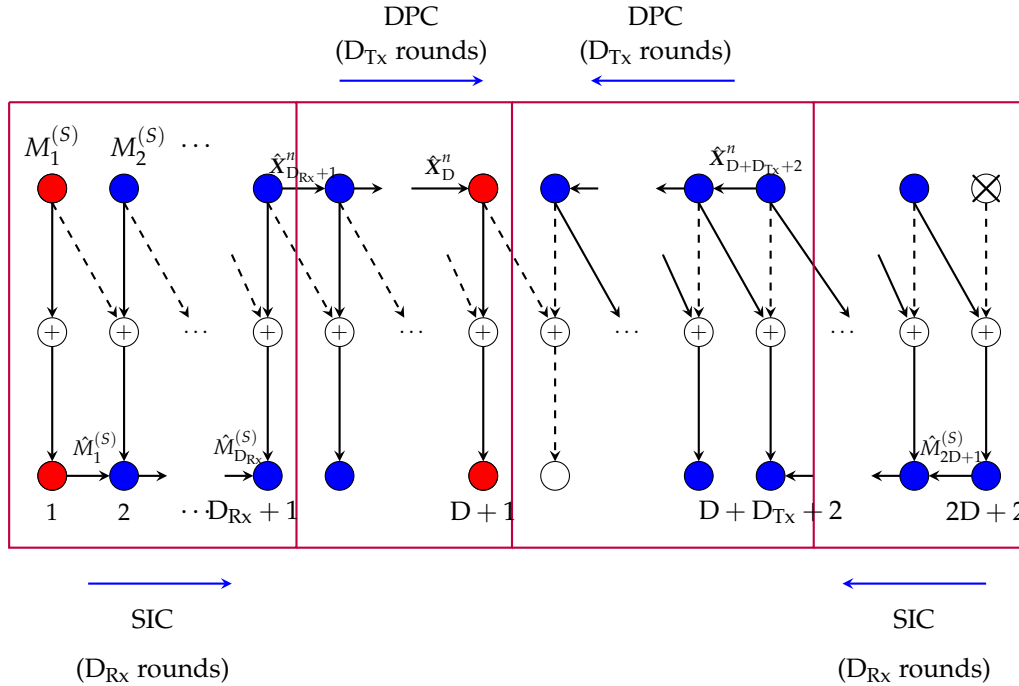 DPC DPC
(D_Tx rounds) (D_Tx rounds)
M_1^(S) M_2^(S) ⋯
X̂^n_{D_Rx+1} X̂^n_D X̂^n_{D+D_Tx+2}
+ + ⋯ + + ⋯ + + ⋯ + + ⋯ + +
M̂_1^(S) M̂_{D_Rx}^(S) M̂_{2D+1}^(S)
1 2 ⋯ D_Rx + 1 D + 1 D + D_Tx + 2 2D + 2
SIC SIC
(D_Rx rounds) (D_Rx rounds)